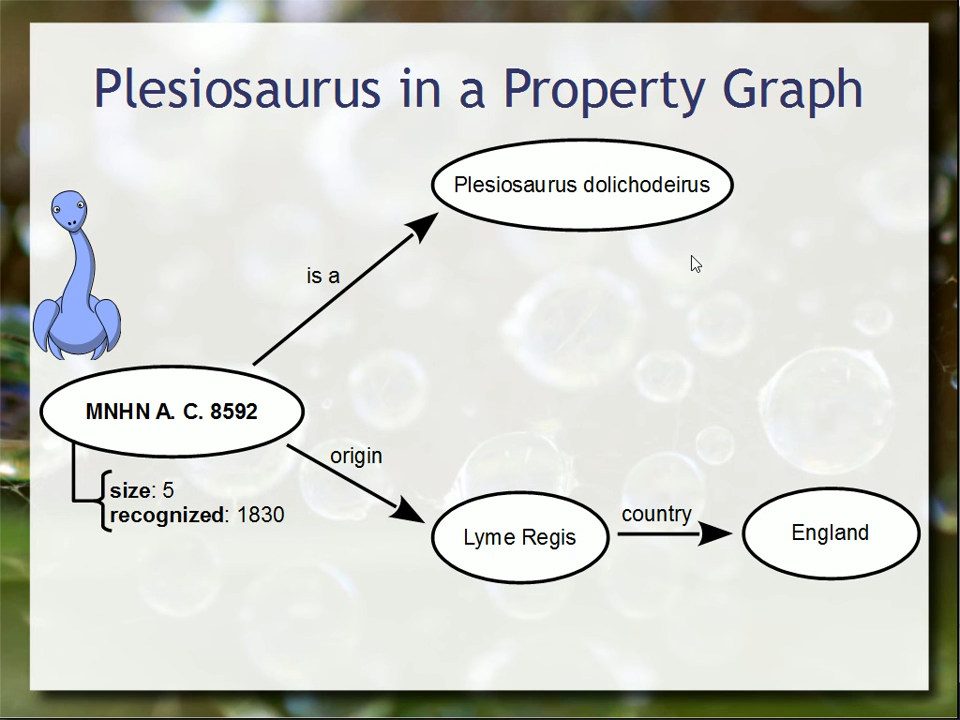 Plesiosaurus in a Property Graph
Plesiosaurus dolichodeirus
is a
MNHN A. C. 8592
origin
size: 5
recognized: 1830
Lyme Regis
country
England